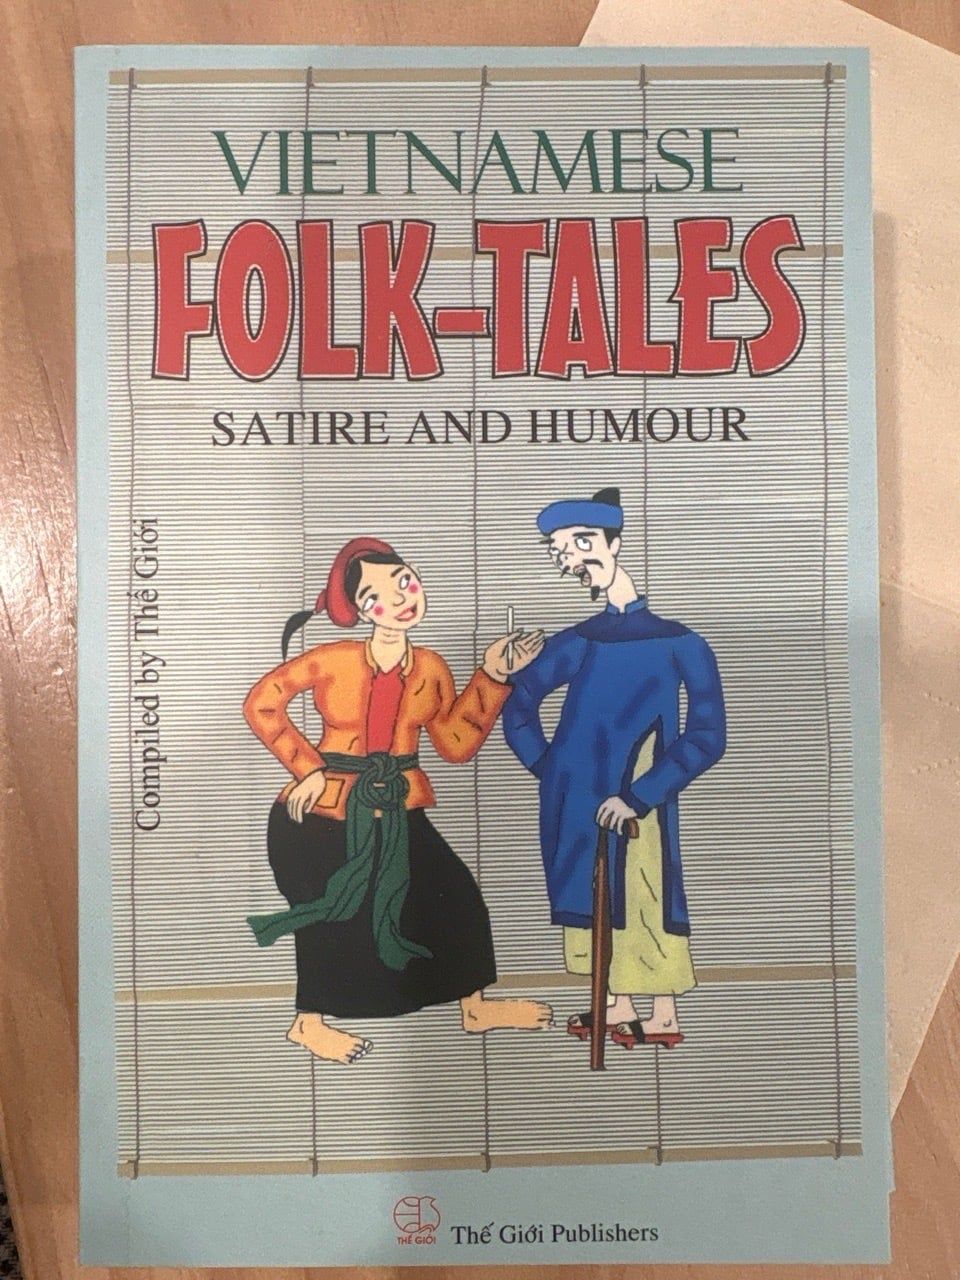 VIETNAMESE
FOLK-TALES
SATIRE AND HUMOUR
Compiled by Thế Giới
THẾ GIỚI
Thế Giới Publishers